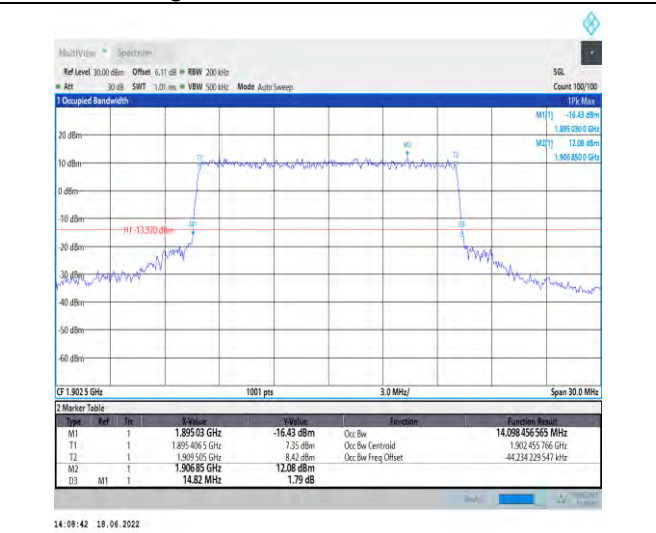 MultiView Spectrum
Ref Level 30.00 dBm Offset 6.11 dB RBW 200 kHz SGL
Att 30 dB SWT 1.01 ms VBW 500 kHz Mode Auto Sweep Count 100/100
1 Occupied Bandwidth 1Pk Max
M1[1] -16.43 dBm
1.895 030 0 GHz
20 dBm
M2[1] 12.08 dBm
1.906 850 0 GHz
M2
T1
T2
10 dBm
0 dBm
-10 dBm
M1
D3
H1 -13.920 dBm
-20 dBm
-30 dBm
-40 dBm
-50 dBm
-60 dBm
CF 1.902 5 GHz 1001 pts 3.0 MHz/ Span 30.0 MHz
2 Marker Table
Type Ref Trc X-Value Y-Value Function Function Result
M1 1 1.895 03 GHz -16.43 dBm Occ Bw 14.098 456 565 MHz
T1 1 1.895 406 5 GHz 7.35 dBm Occ Bw Centroid 1.902 455 766 GHz
T2 1 1.909 505 GHz 8.42 dBm Occ Bw Freq Offset -44.234 229 547 kHz
M2 1 1.906 85 GHz 12.08 dBm
D3 M1 1 14.82 MHz 1.79 dB
14:08:42 18.06.2022